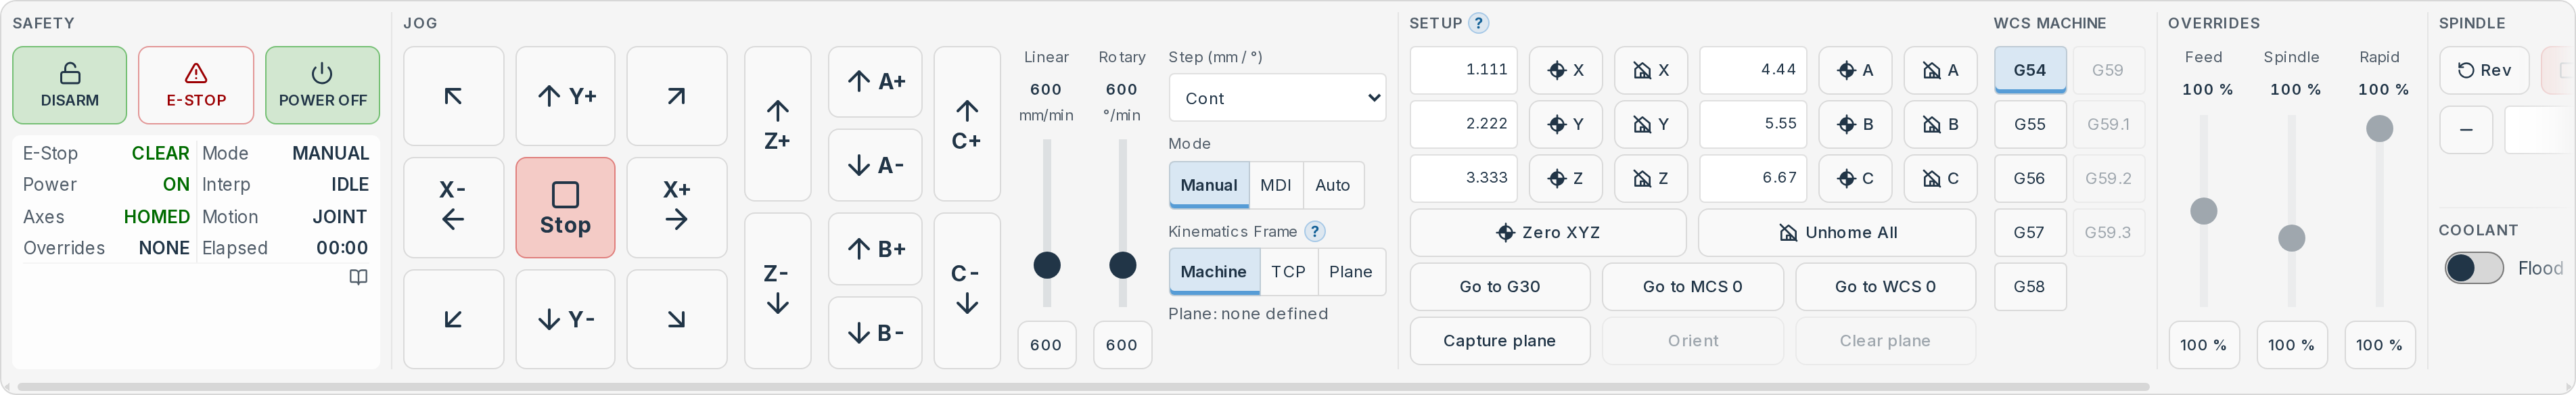 SAFETY
DISARM
E-STOP
POWER OFF
E-Stop CLEAR Mode MANUAL
Power ON Interp IDLE
Axes HOMED Motion JOINT
Overrides NONE Elapsed 00:00
JOG
Y+
X-
Stop
X+
Y-
Z+
Z-
A+
A-
B+
B-
C+
C-
Linear
600
mm/min
600
Rotary
600
°/min
600
Step (mm / °)
Cont
Mode
Manual MDI Auto
Kinematics Frame ?
Machine TCP Plane
Plane: none defined
SETUP ?
1.111 X X 4.44 A A
2.222 Y Y 5.55 B B
3.333 Z Z 6.67 C C
Zero XYZ Unhome All
Go to G30 Go to MCS 0 Go to WCS 0
Capture plane Orient Clear plane
WCS MACHINE
G54 G59
G55 G59.1
G56 G59.2
G57 G59.3
G58
OVERRIDES
Feed Spindle Rapid
100 % 100 % 100 %
100 % 100 % 100 %
SPINDLE
Rev
−
COOLANT
Flood